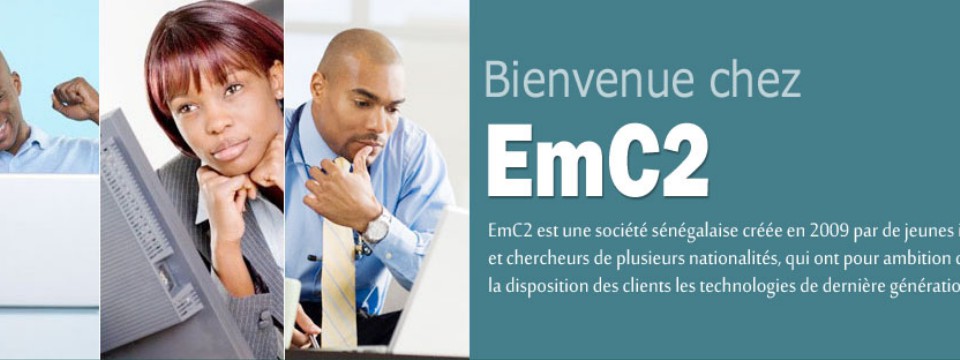 Bienvenue chez
EmC2
EmC2 est une société sénégalaise créée en 2009 par de jeunes
et chercheurs de plusieurs nationalités, qui ont pour ambition
la disposition des clients les technologies de dernière